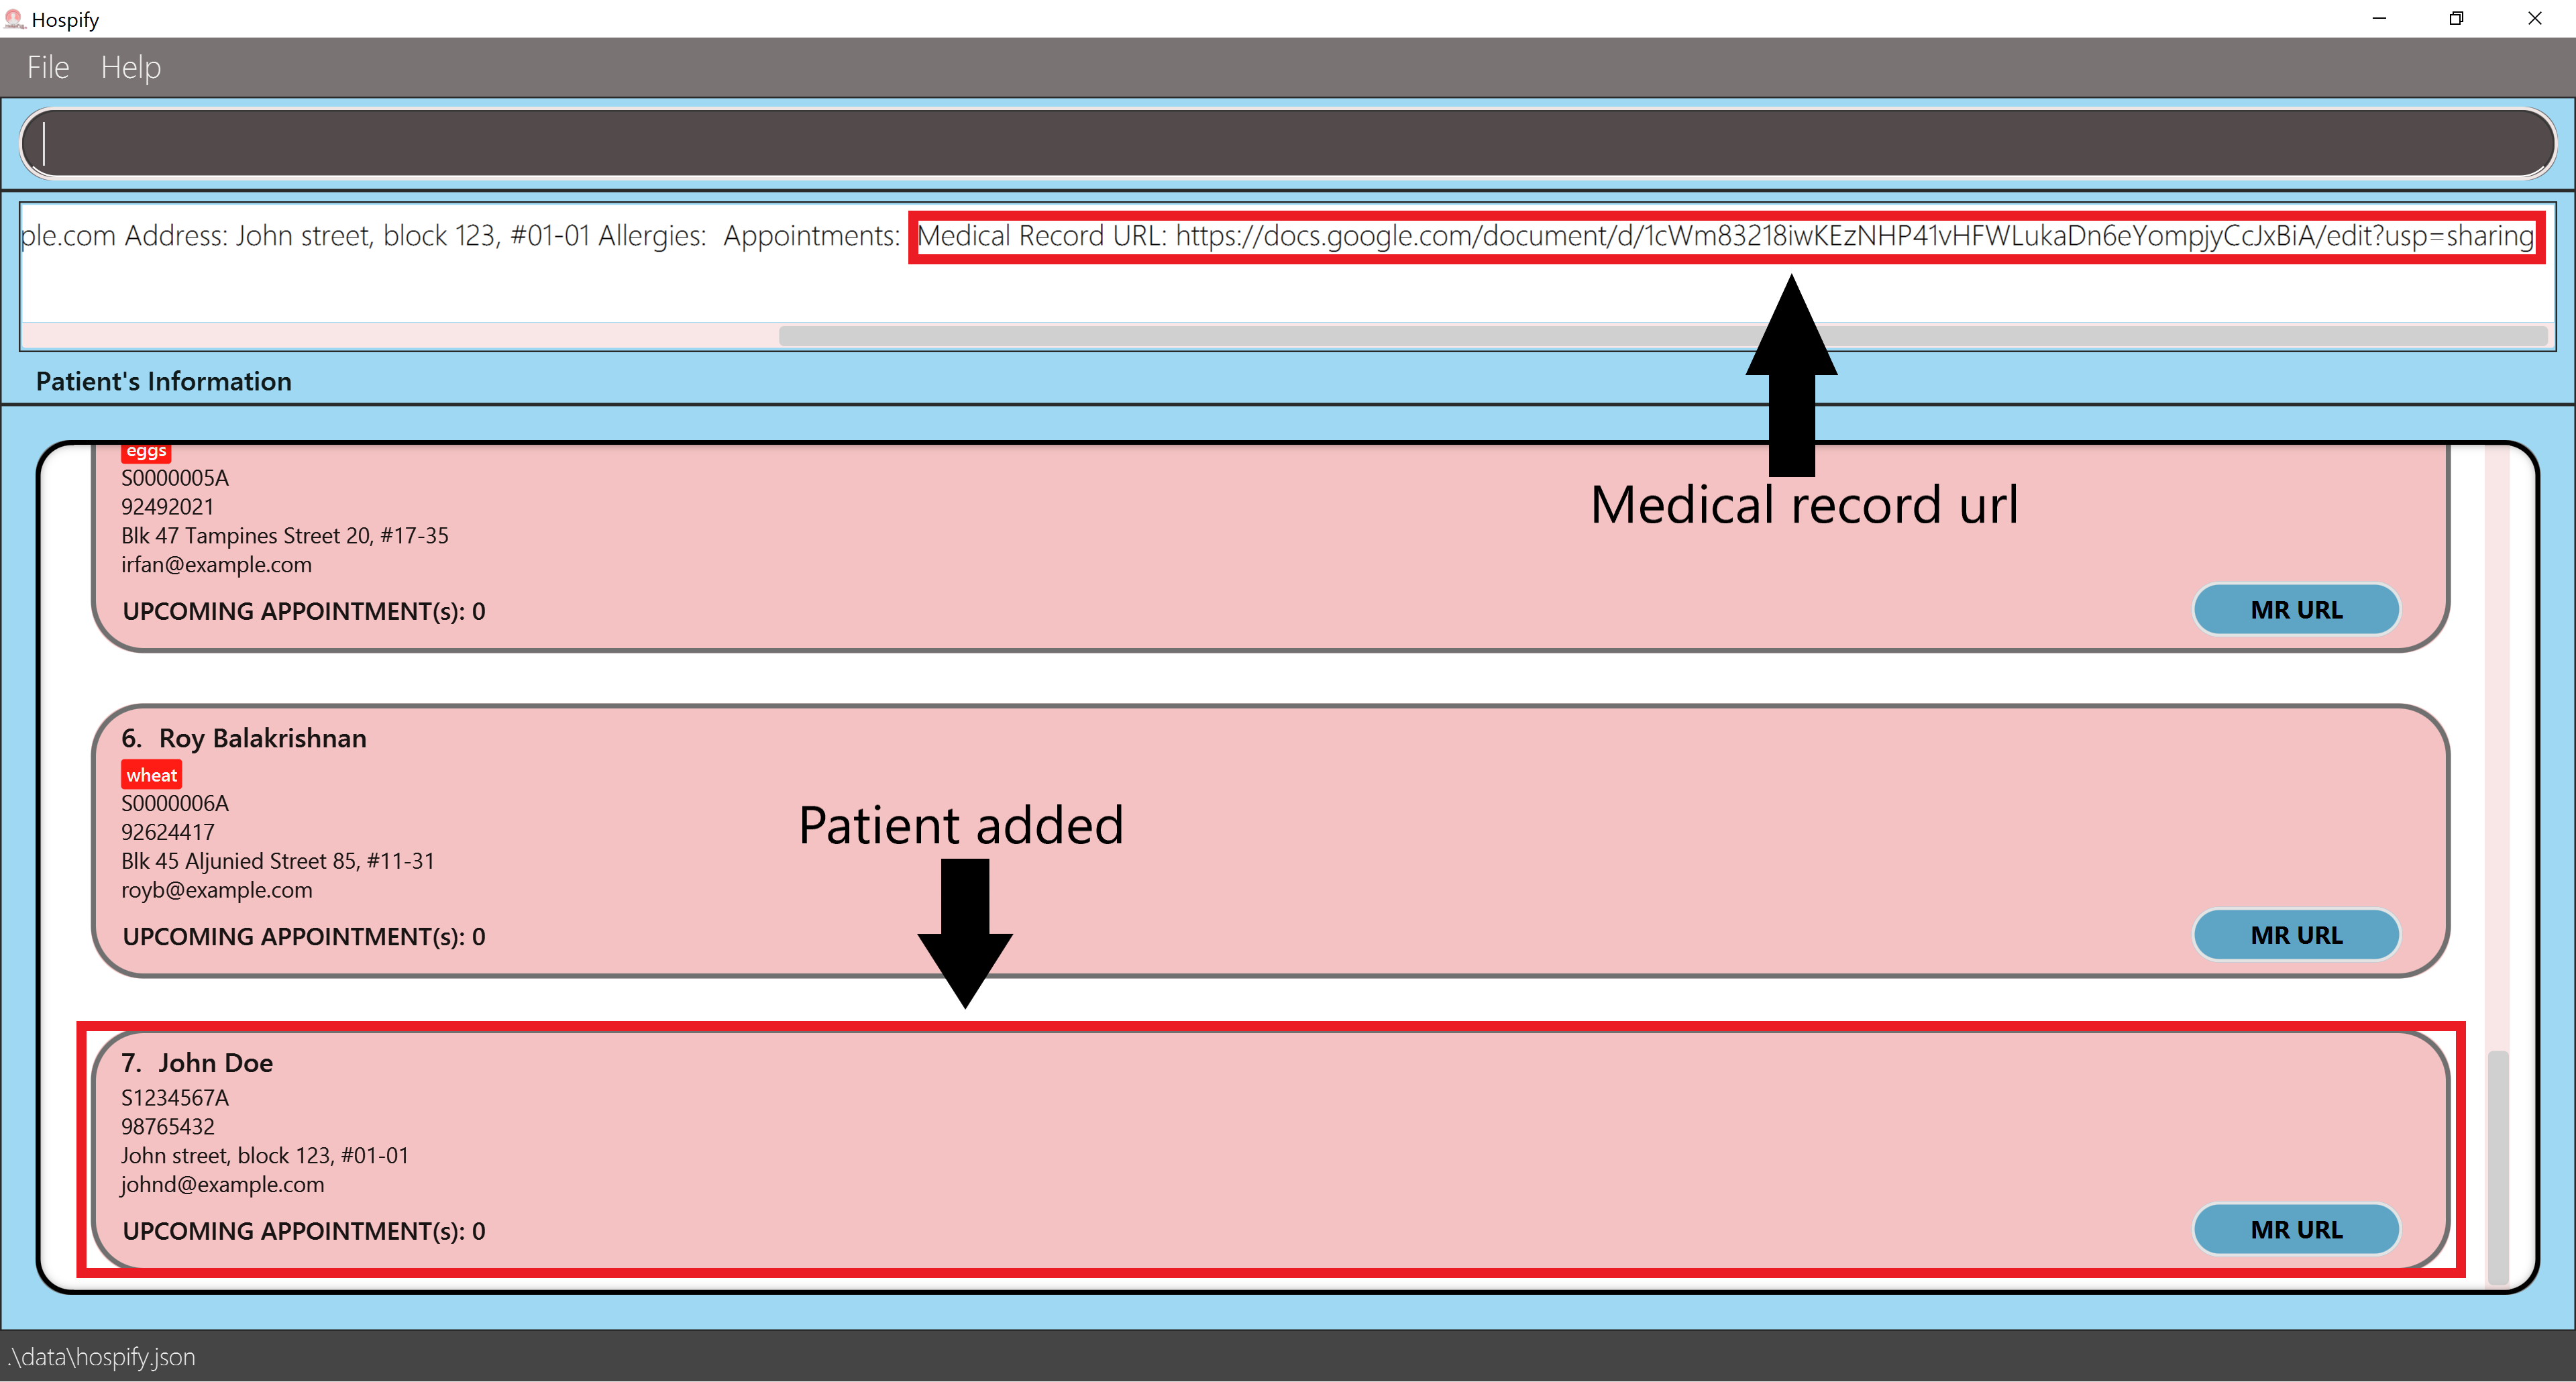 Hospify
File Help
ple.com Address: John street, block 123, #01-01 Allergies: Appointments: Medical Record URL: https://docs.google.com/document/d/1cWm83218iwKEzNHP41vHFWLukaDn6eYompjyCcJxBiA/edit?usp=sharing
Patient's Information
Medical record url
eggs
S0000005A
92492021
Blk 47 Tampines Street 20, #17-35
irfan@example.com
UPCOMING APPOINTMENT(s): 0
MR URL
6. Roy Balakrishnan
wheat
S0000006A
92624417
Blk 45 Aljunied Street 85, #11-31
royb@example.com
UPCOMING APPOINTMENT(s): 0
MR URL
Patient added
7. John Doe
S1234567A
98765432
John street, block 123, #01-01
johnd@example.com
UPCOMING APPOINTMENT(s): 0
MR URL
.\data\hospify.json